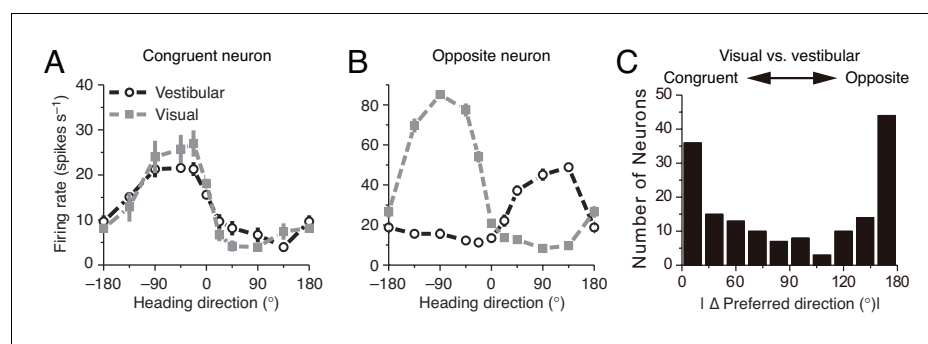 A
Congruent neuron
Firing rate (spikes s⁻¹)
40
30
20
10
0
Vestibular
Visual
−180
−90
0
90
180
Heading direction (°)
B
Opposite neuron
80
60
40
20
0
−180
−90
0
90
180
Heading direction (°)
C
Visual vs. vestibular
Congruent Opposite
Number of Neurons
50
40
30
20
10
0
0
60
90
120
180
| Δ Preferred direction (°)|